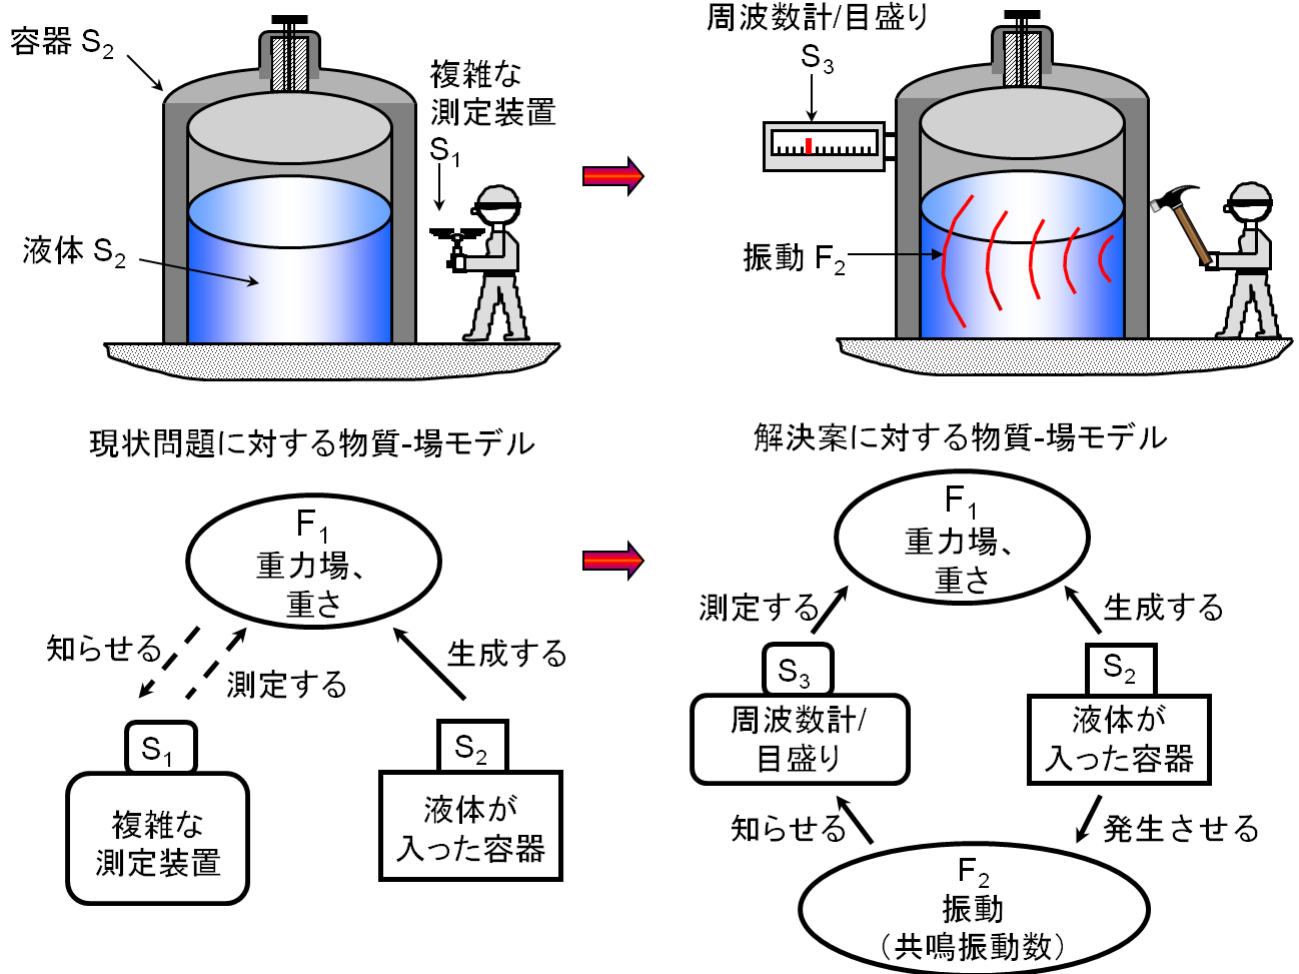 容器 S₂
複雑な
測定装置
S₁
液体 S₂
周波数計/目盛り
S₃
振動 F₂
現状問題に対する物質-場モデル
F₁
重力場、
重さ
知らせる
測定する
生成する
S₁
複雑な
測定装置
S₂
液体が
入った容器
解決案に対する物質-場モデル
F₁
重力場、
重さ
測定する
生成する
S₃
周波数計/
目盛り
S₂
液体が
入った容器
知らせる
発生させる
F₂
振動
（共鳴振動数）